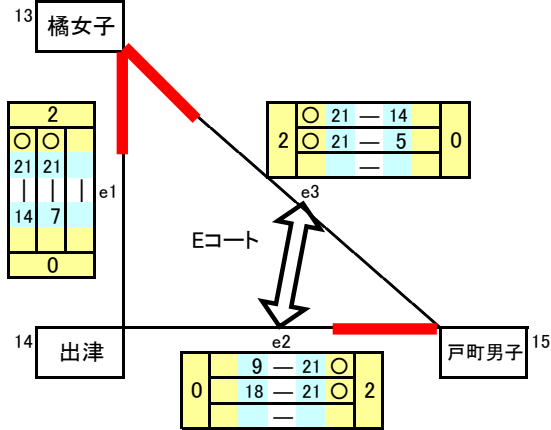 13 橘女子
2
〇 〇
21 21
| | |
14 7
0
e1
2 〇 21 — 14 0
〇 21 — 5
—
e3
Eコート
14 出津
e2
戸町男子 15
0 9 — 21 〇 2
18 — 21 〇
—